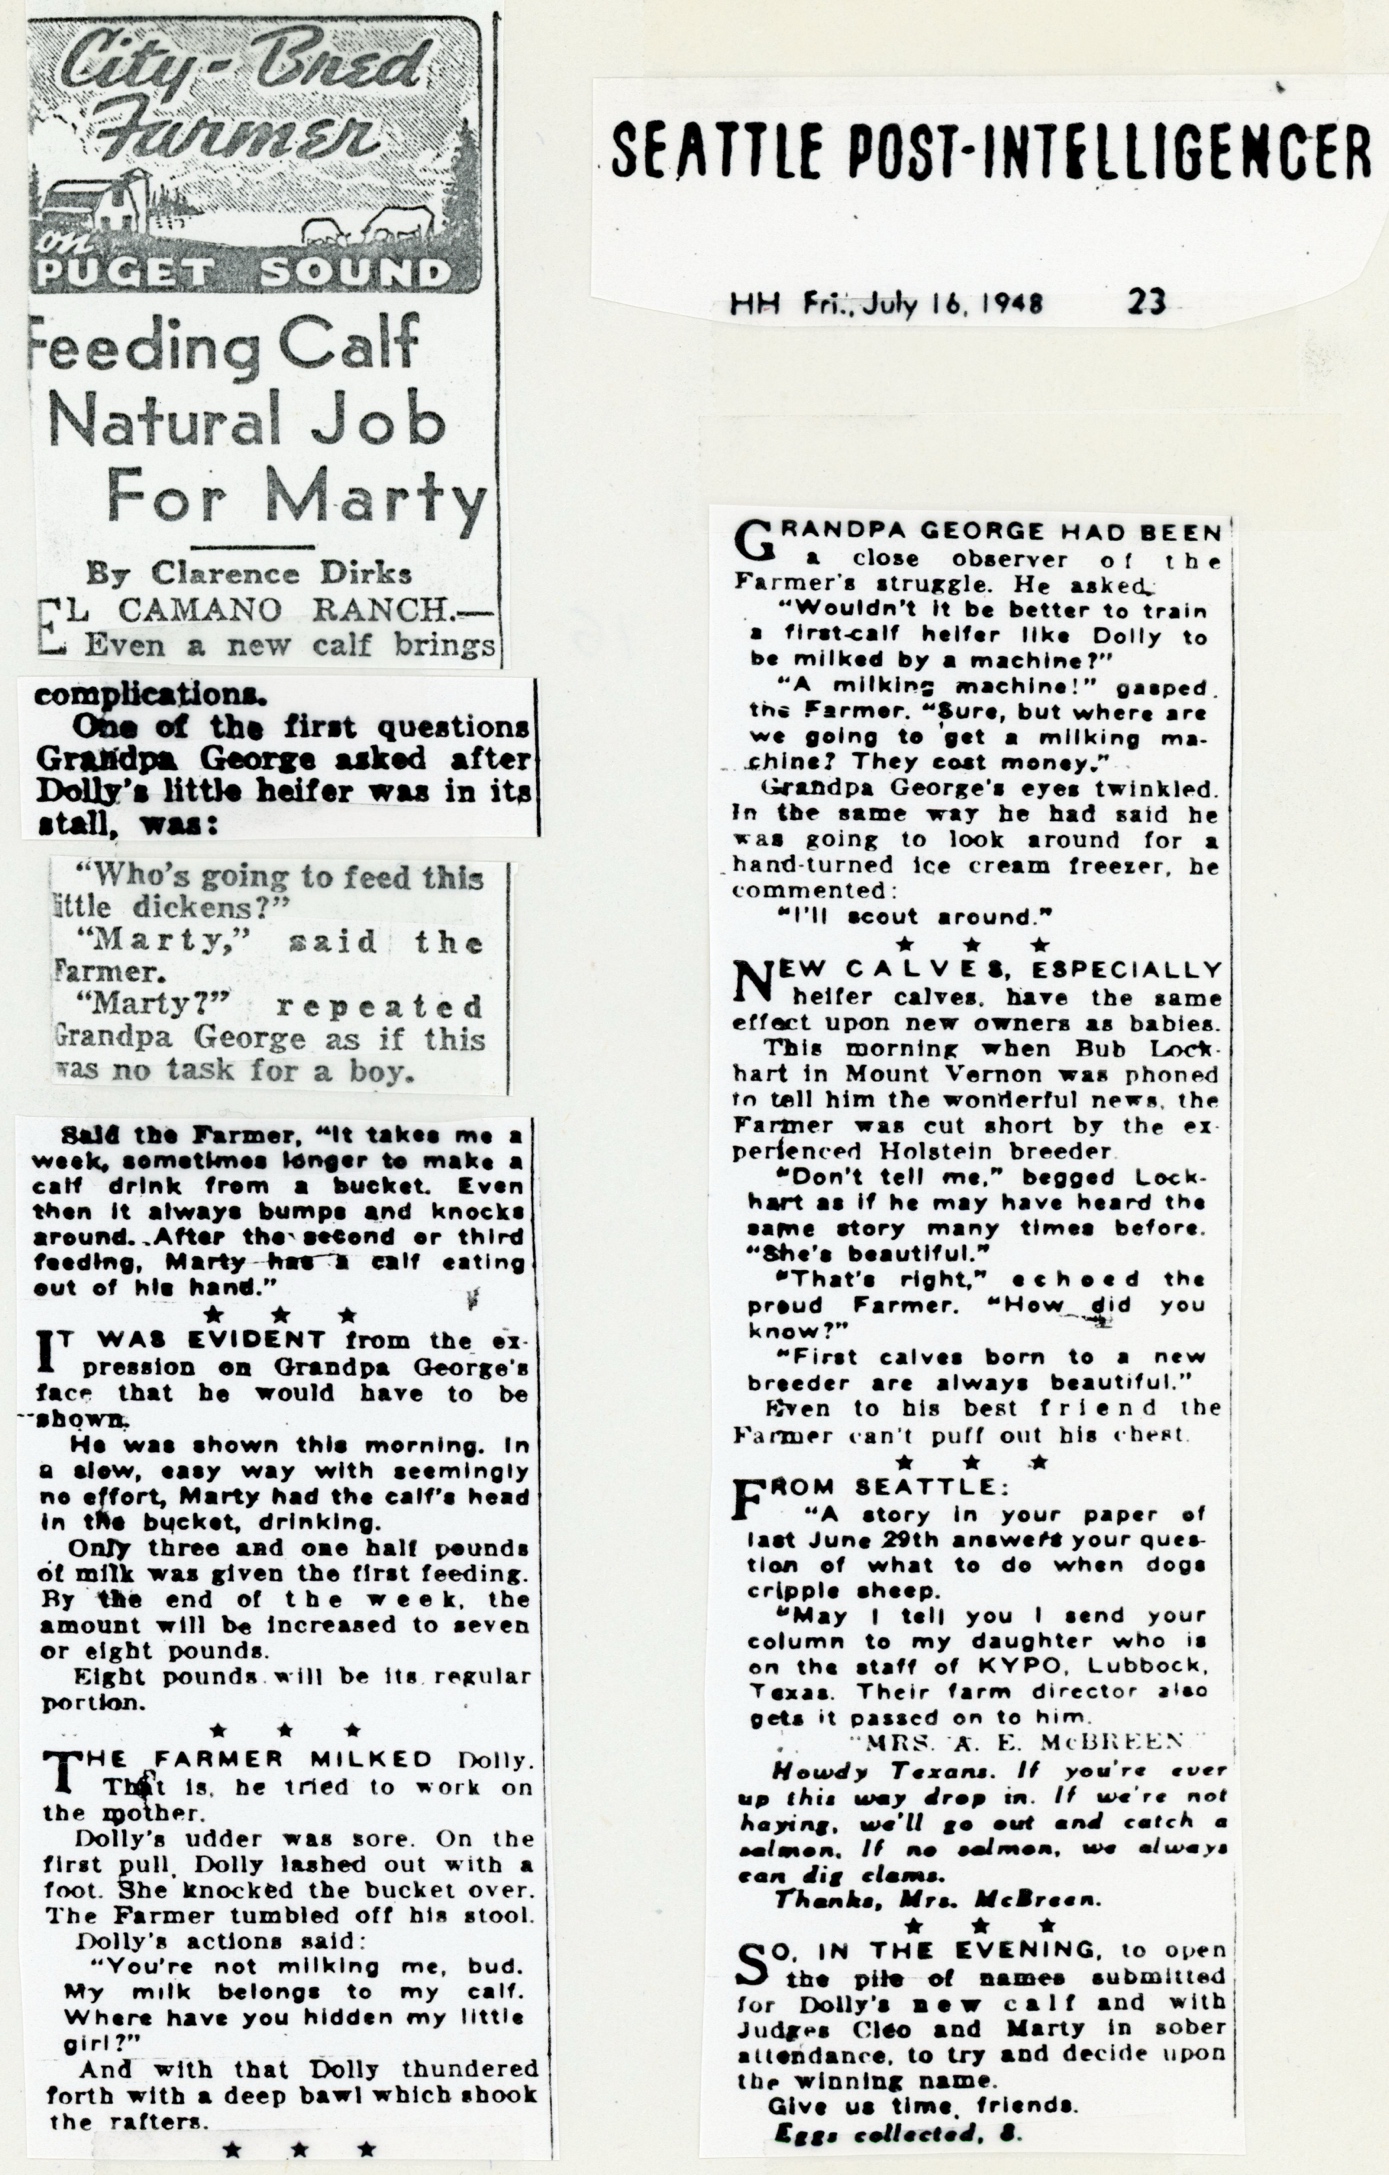 City-Bred
Farmer
on
PUGET SOUND
Feeding Calf
Natural Job
For Marty
By Clarence Dirks
EL CAMANO RANCH.—
Even a new calf brings
complications.
One of the first questions
Grandpa George asked after
Dolly's little heifer was in its
stall, was:
"Who's going to feed this
little dickens?"
"Marty," said the
Farmer.
"Marty?" repeated
Grandpa George as if this
was no task for a boy.
Said the Farmer, "It takes me a
week, sometimes longer to make a
calf drink from a bucket. Even
then it always bumps and knocks
around. After the second or third
feeding, Marty has a calf eating
out of his hand."
★ ★ ★
IT WAS EVIDENT from the ex-
pression on Grandpa George's
face that he would have to be
shown.
He was shown this morning. In
a slow, easy way with seemingly
no effort, Marty had the calf's head
in the bucket, drinking.
Only three and one half pounds
of milk was given the first feeding.
By the end of the week, the
amount will be increased to seven
or eight pounds.
Eight pounds will be its regular
portion.
★ ★ ★
THE FARMER MILKED Dolly.
That is, he tried to work on
the mother.
Dolly's udder was sore. On the
first pull, Dolly lashed out with a
foot. She knocked the bucket over.
The Farmer tumbled off his stool.
Dolly's actions said:
"You're not milking me, bud.
My milk belongs to my calf.
Where have you hidden my little
girl?"
And with that Dolly thundered
forth with a deep bawl which shook
the rafters.
★ ★ ★
SEATTLE POST-INTELLIGENCER
HH Fri., July 16, 1948 23
GRANDPA GEORGE HAD BEEN
a close observer of the
Farmer's struggle. He asked,
"Wouldn't it be better to train
a first-calf heifer like Dolly to
be milked by a machine?"
"A milking machine!" gasped
the Farmer. "Sure, but where are
we going to get a milking ma-
chine? They cost money."
Grandpa George's eyes twinkled.
In the same way he had said he
was going to look around for a
hand-turned ice cream freezer, he
commented:
"I'll scout around."
★ ★ ★
NEW CALVES, ESPECIALLY
heifer calves, have the same
effect upon new owners as babies.
This morning when Bub Lock-
hart in Mount Vernon was phoned
to tell him the wonderful news, the
Farmer was cut short by the ex-
perienced Holstein breeder.
"Don't tell me," begged Lock-
hart as if he may have heard the
same story many times before.
"She's beautiful."
"That's right," echoed the
proud Farmer. "How did you
know?"
"First calves born to a new
breeder are always beautiful."
Even to his best friend the
Farmer can't puff out his chest.
★ ★ ★
FROM SEATTLE:
"A story in your paper of
last June 29th answers your ques-
tion of what to do when dogs
cripple sheep.
"May I tell you I send your
column to my daughter who is
on the staff of KYPO, Lubbock,
Texas. Their farm director also
gets it passed on to him.
"MRS. A. E. McBREEN."
Howdy Texans. If you're ever
up this way drop in. If we're not
haying, we'll go out and catch a
salmon. If no salmon, we always
can dig clams.
Thanks, Mrs. McBreen.
★ ★ ★
SO, IN THE EVENING, to open
the pile of names submitted
for Dolly's new calf and with
Judges Cleo and Marty in sober
attendance, to try and decide upon
the winning name.
Give us time, friends.
Eggs collected, 8.